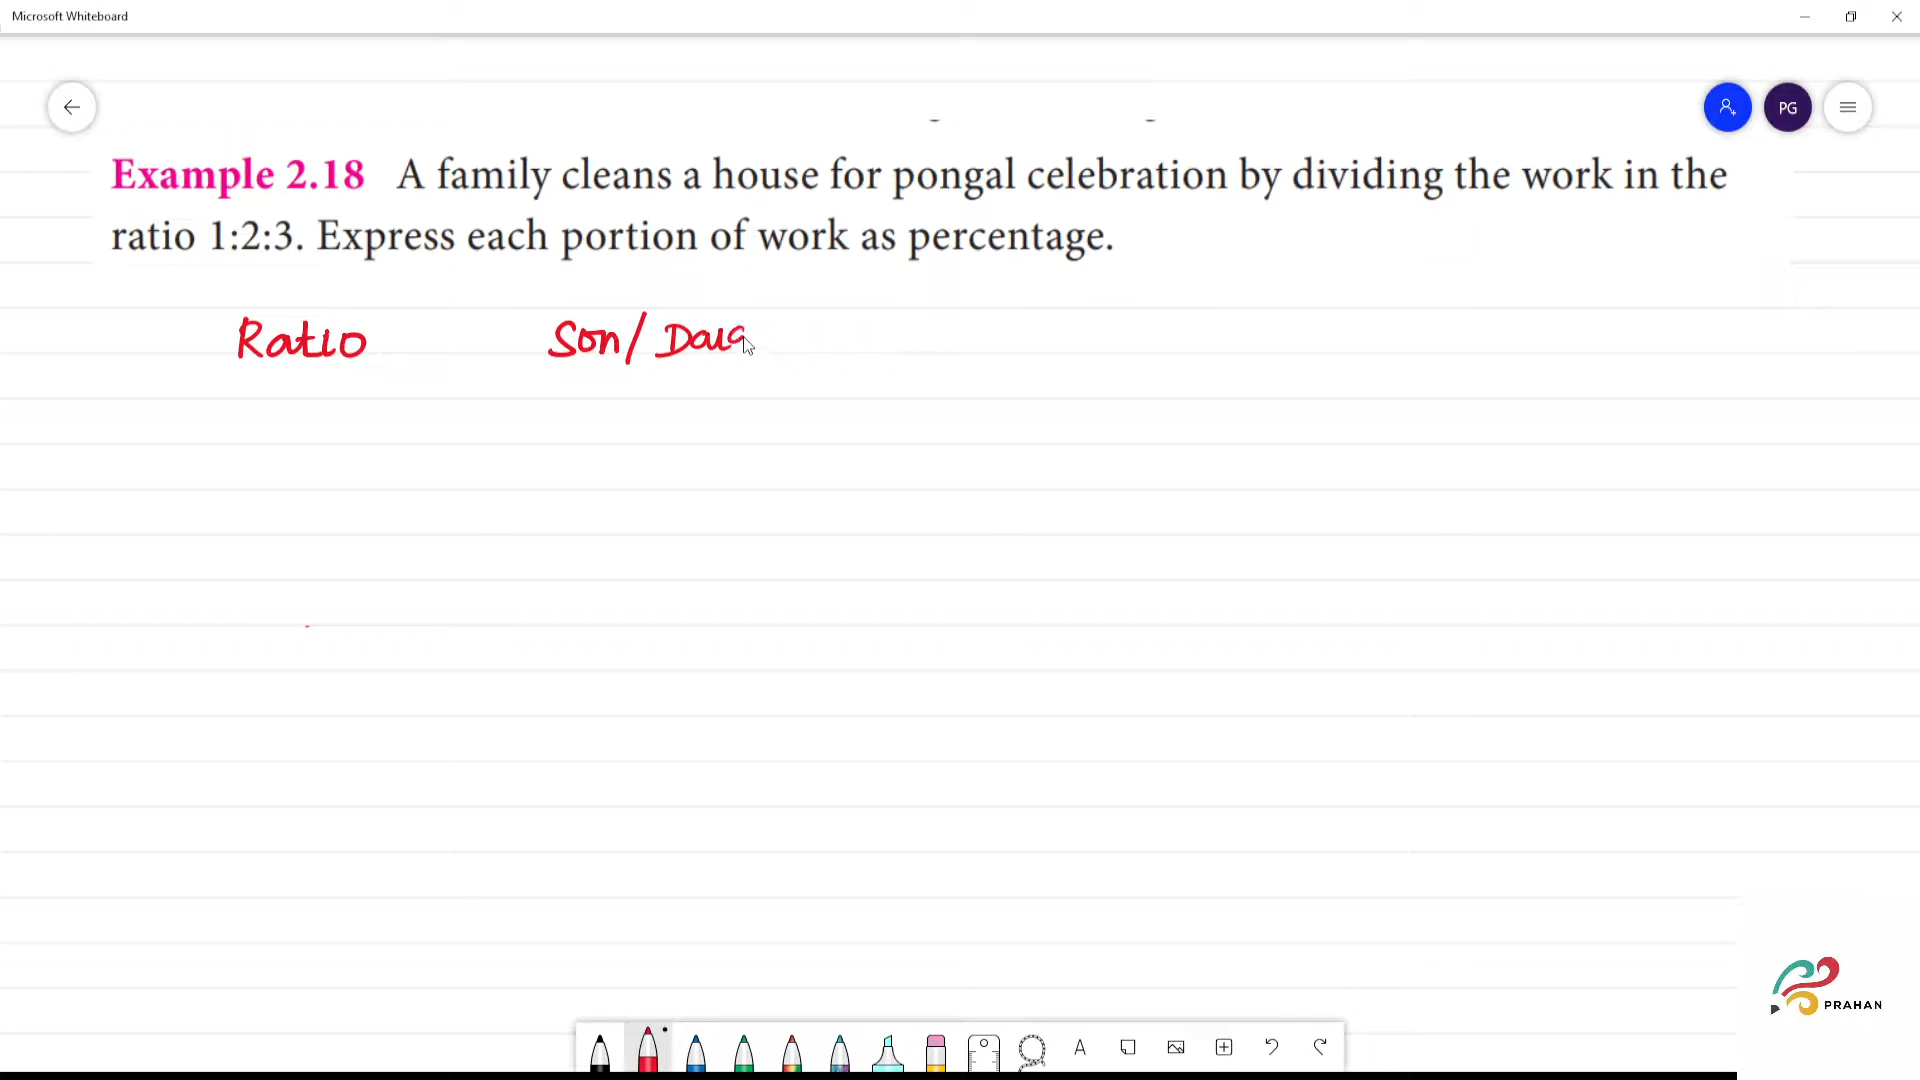 Microsoft Whiteboard
PG
Example 2.18 A family cleans a house for pongal celebration by dividing the work in the
ratio 1:2:3. Express each portion of work as percentage.
Ratio Son/
PRAHAN